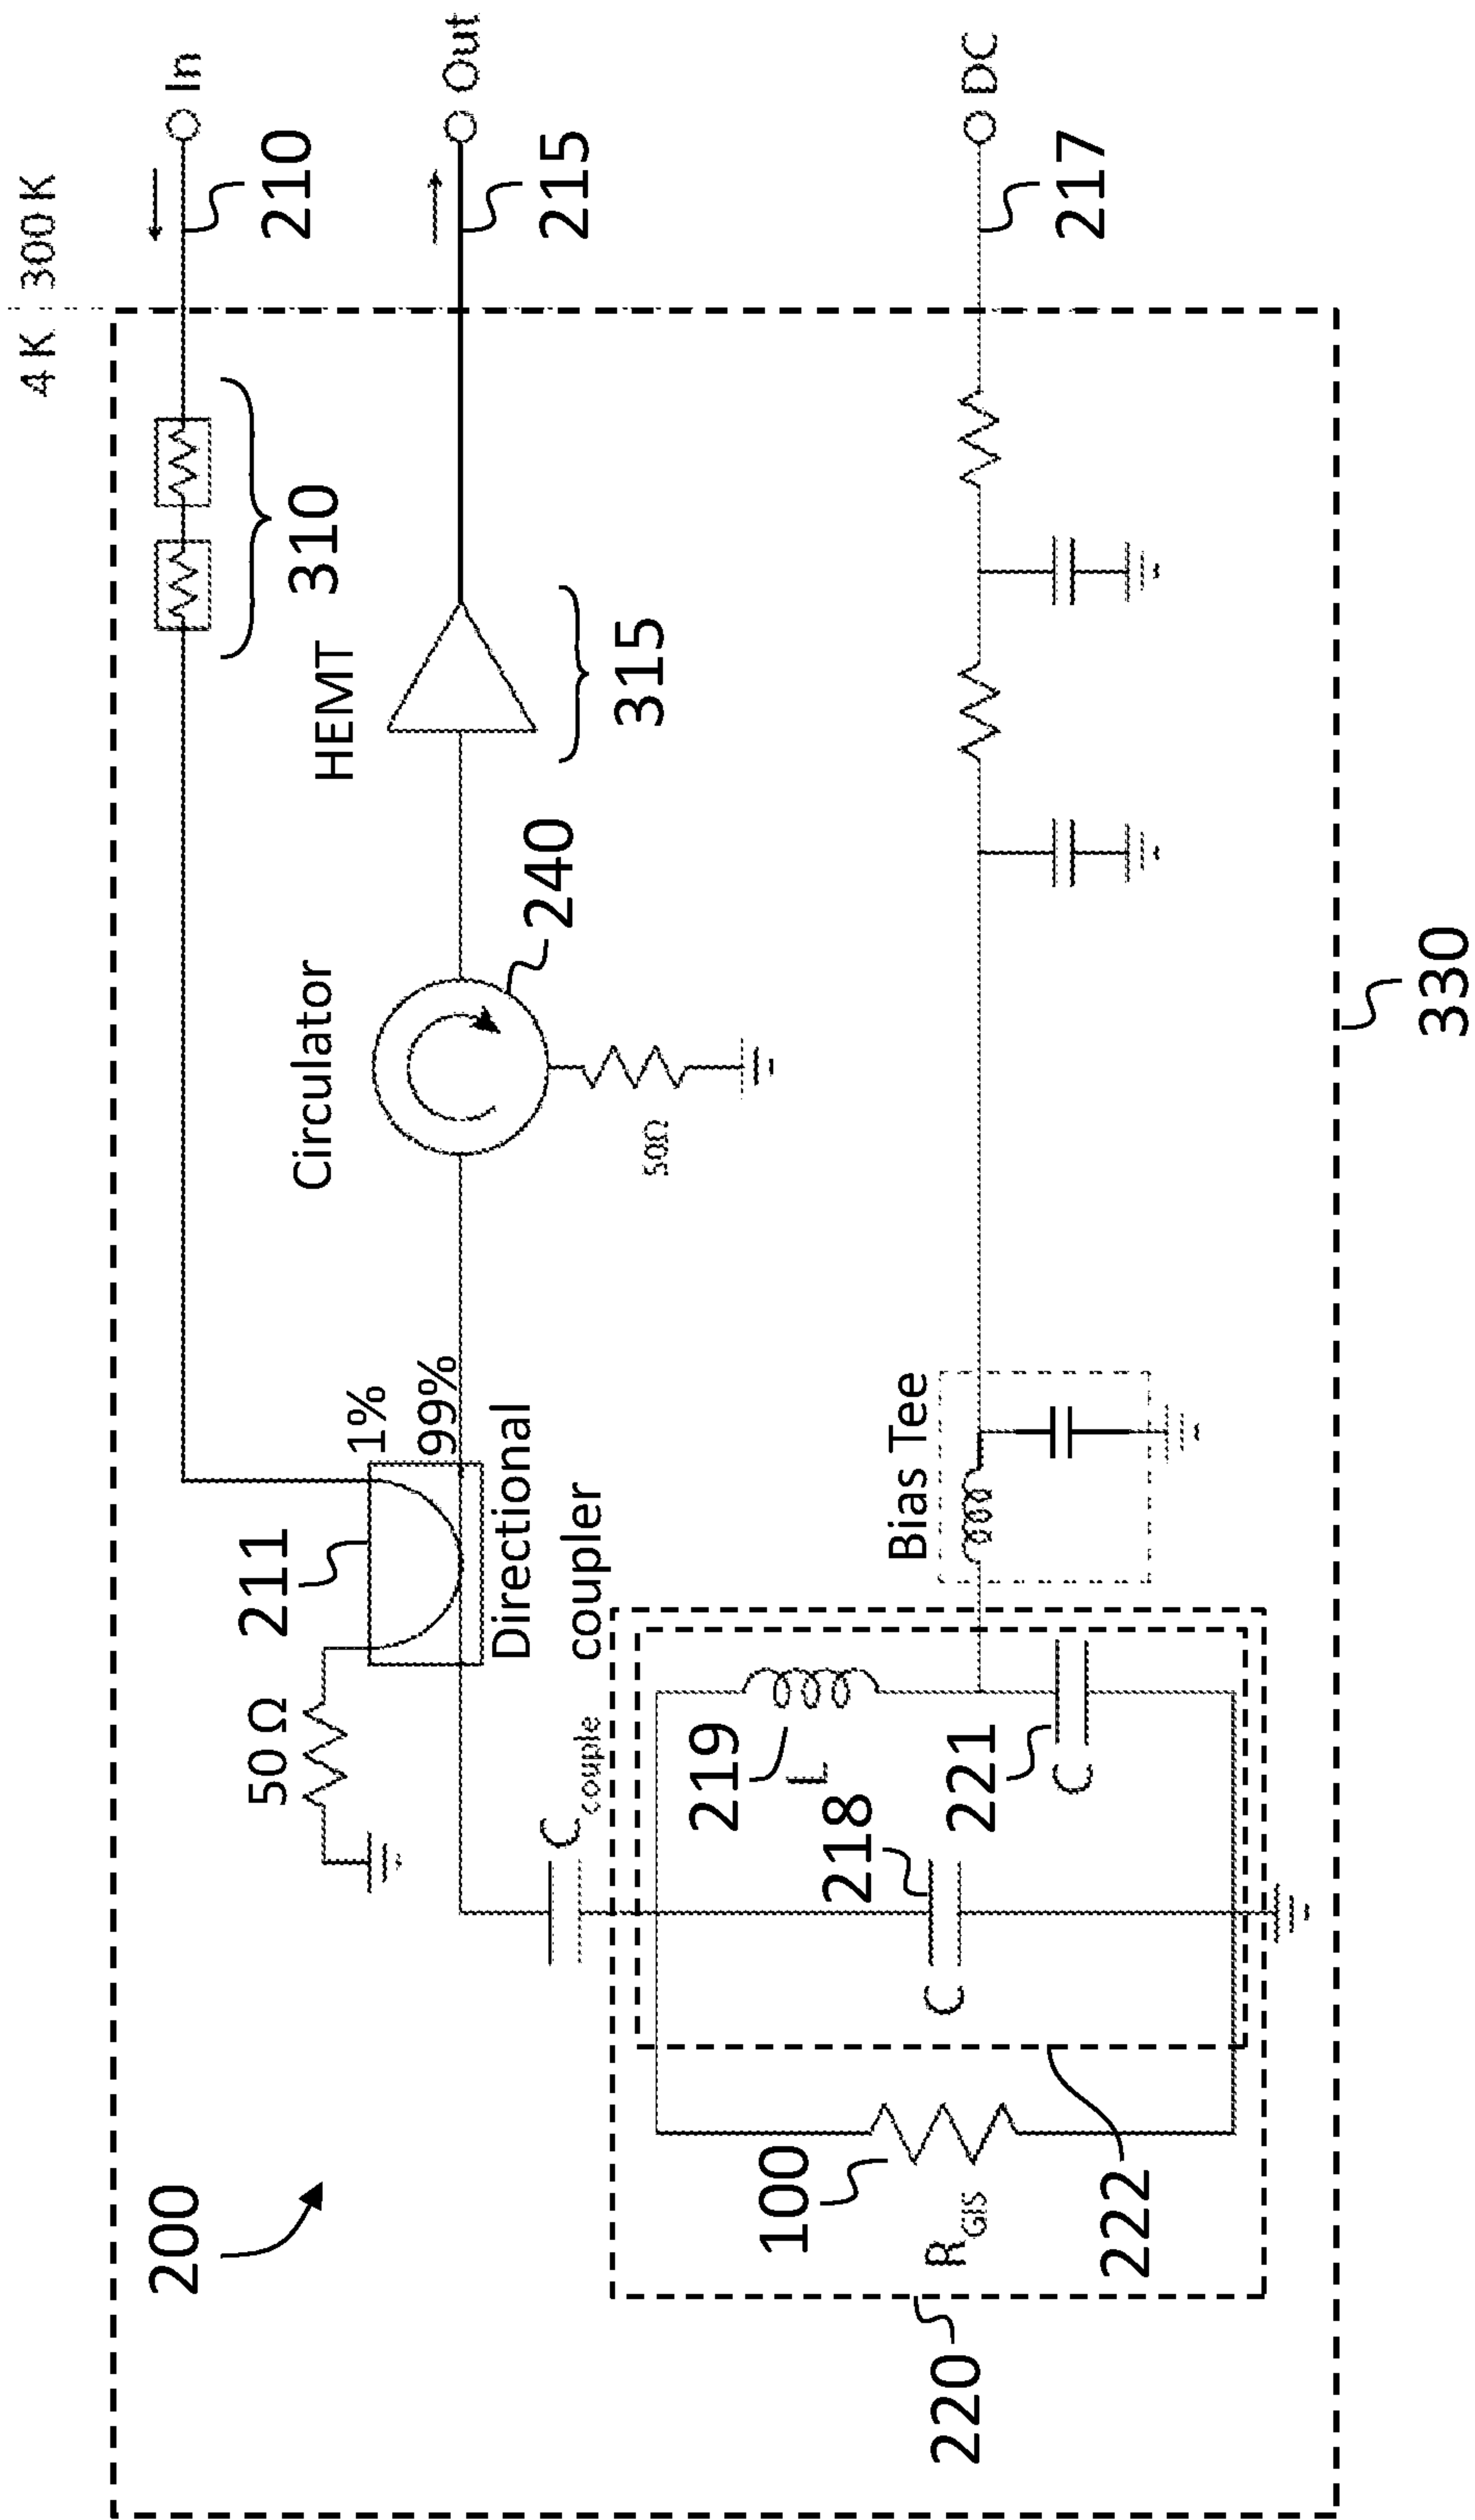 200
4 K 300 K
In
210
310
Out
215
HEMT
315
Circulator
240
50Ω
1%
99%
211
50 Ω
Directional
coupler
C couple
Bias Tee
DC
217
219
L
218
C
221
C
100
R GIS
222
220
330